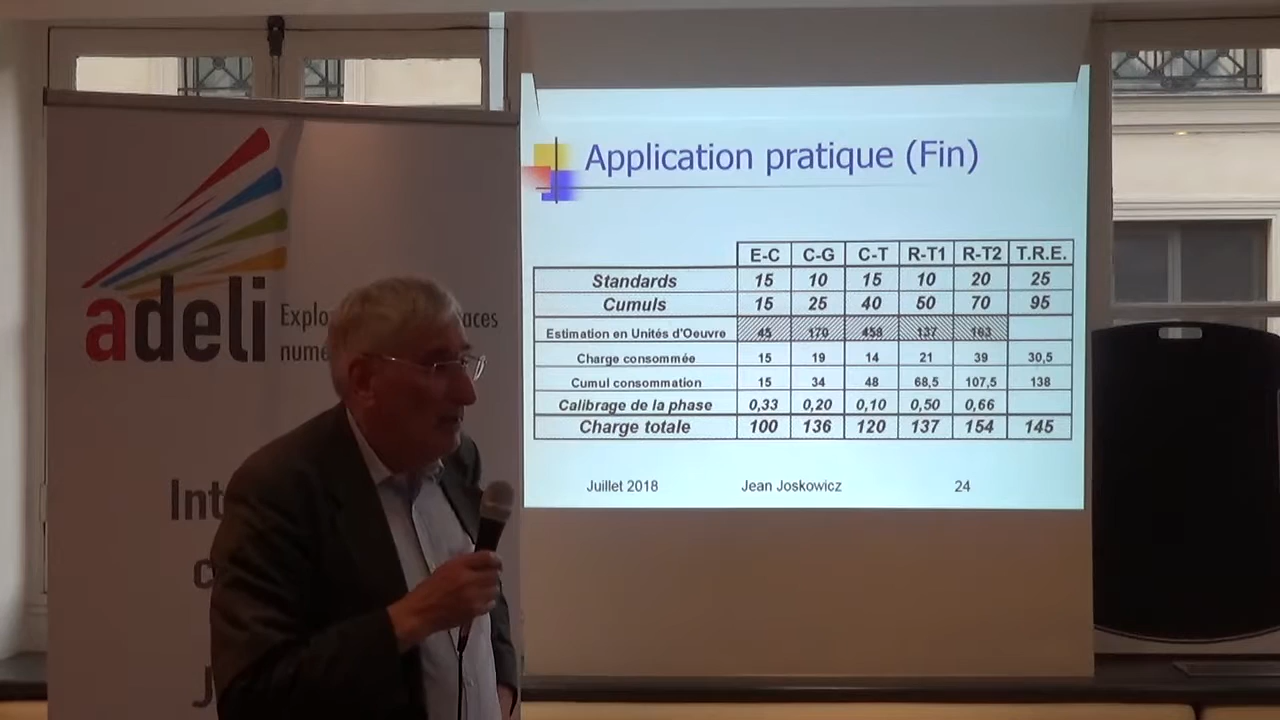 Application pratique (Fin)
E-C C-G C-T R-T1 R-T2 T.R.E.
Standards 15 10 15 10 20 25
Cumuls 15 25 40 50 70 95
Estimation en Unités d'Oeuvre 45 170 458 137 163
Charge consommée 15 19 14 21 39 30,5
Cumul consommation 15 34 48 68,5 107,5 138
Calibrage de la phase 0,33 0,20 0,10 0,50 0,66
Charge totale 100 136 120 137 154 145
Juillet 2018 Jean Joskowicz 24
adeli